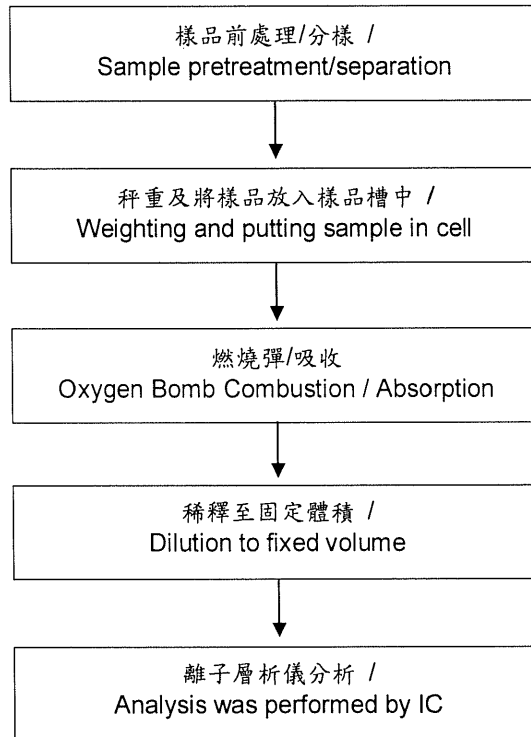 樣品前處理/分樣 /
Sample pretreatment/separation
秤重及將樣品放入樣品槽中 /
Weighting and putting sample in cell
燃燒彈/吸收
Oxygen Bomb Combustion / Absorption
稀釋至固定體積 /
Dilution to fixed volume
離子層析儀分析 /
Analysis was performed by IC